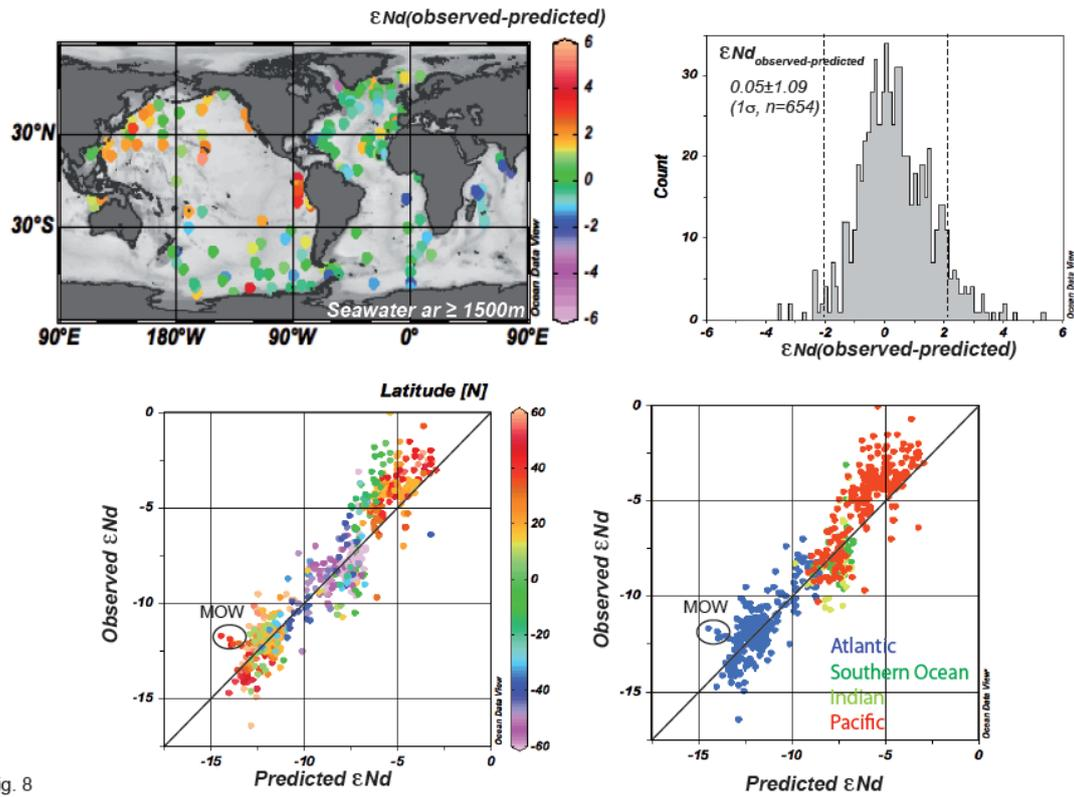 εNd(observed-predicted)
6
4
2
0
-2
-4
-6
30°N
30°S
Seawater ar ≥ 1500m
Ocean Data View
90°E 180°W 90°W 0° 90°E
εNd observed-predicted
0.05±1.09
(1σ, n=654)
30
20
10
0
Count
-6 -4 -2 0 2 4 6
εNd(observed-predicted)
Ocean Data View
Latitude [N]
0
-5
-10
-15
Observed εNd
MOW
60
40
20
0
-20
-40
-60
Ocean Data View
-15 -10 -5 0
Predicted εNd
0
-5
-10
-15
Observed εNd
MOW
Atlantic
Southern Ocean
Indian
Pacific
Ocean Data View
-15 -10 -5 0
Predicted εNd
ig. 8